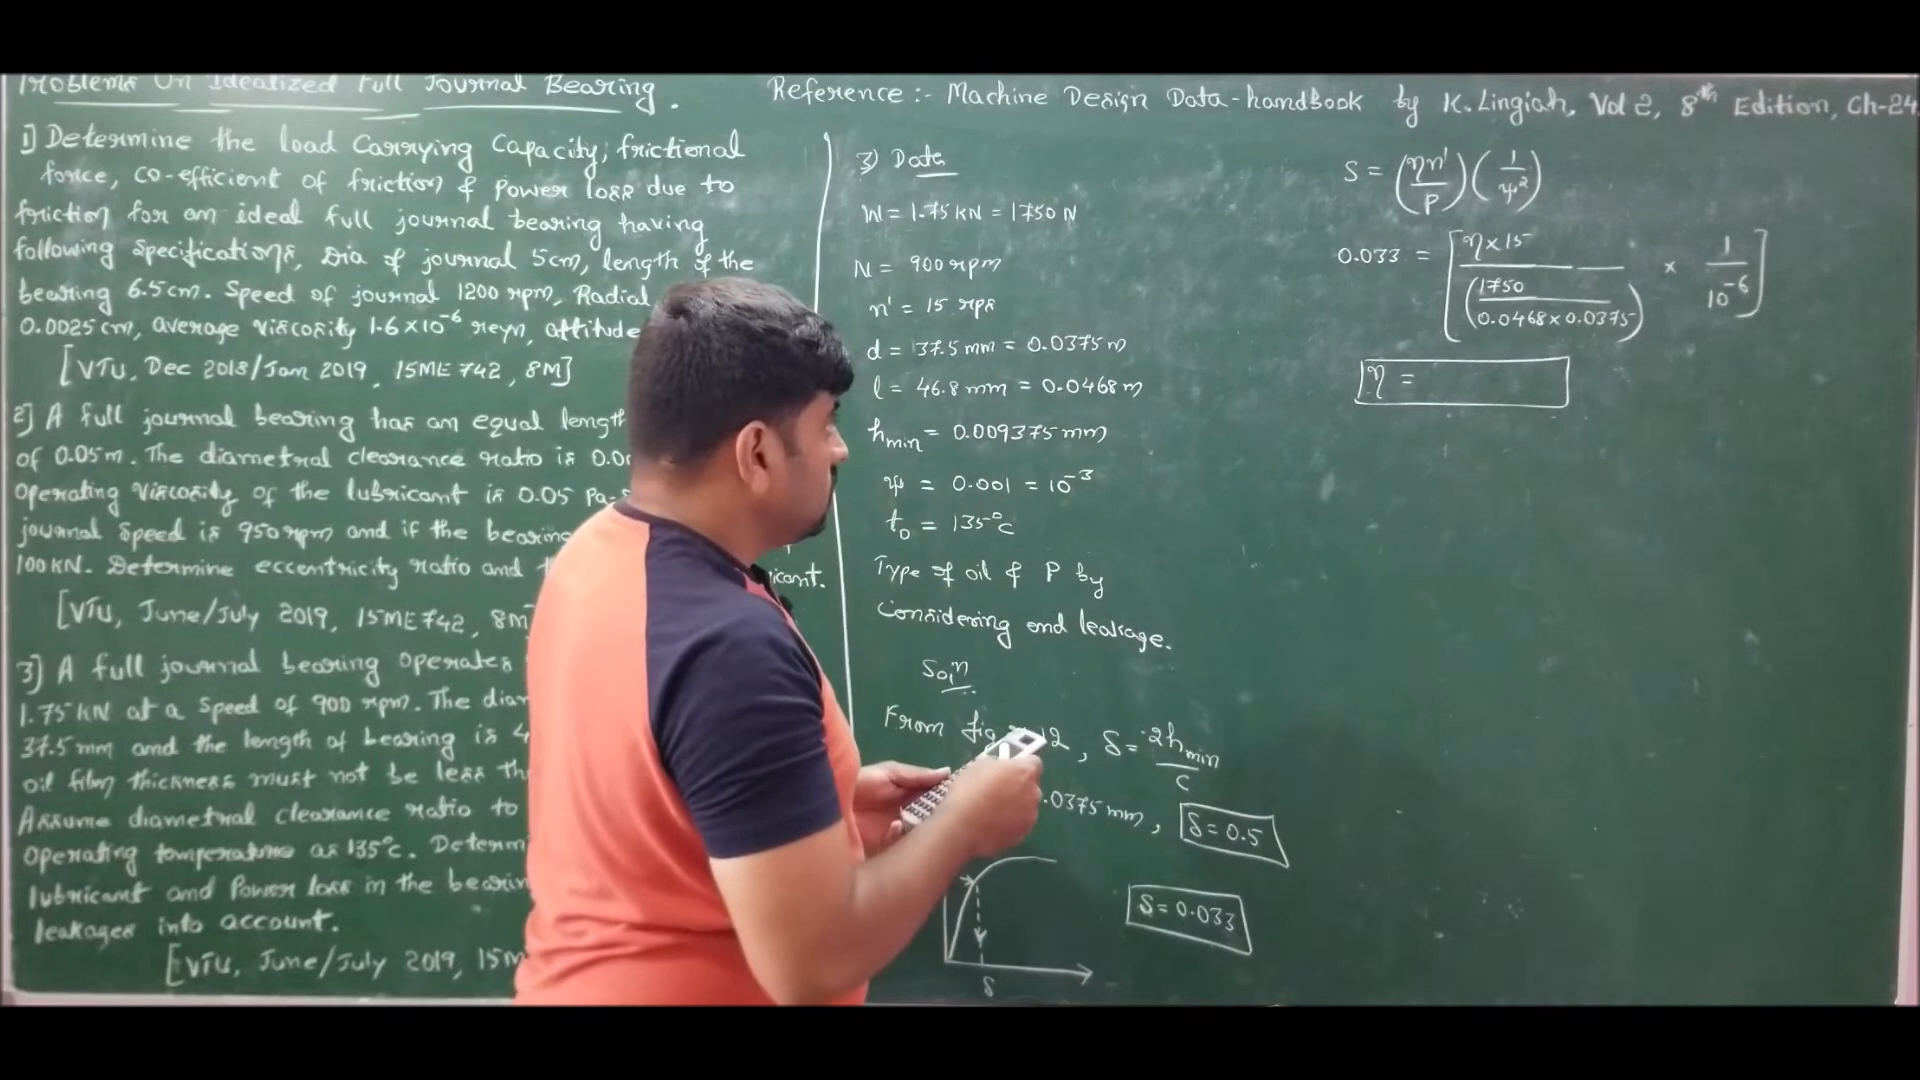 Problems On Idealized Full Journal Bearing.
Reference :- Machine Design Data-handbook by K. Lingiah, Vol 2, 8th Edition, Ch-24
1] Determine the load Carrying Capacity, frictional
force, co-efficient of friction & power loss due to
friction for an ideal full journal bearing having
following specifications, Dia of journal 5cm, length of the
bearing 6.5cm. Speed of journal 1200 rpm, Radial
0.0025 cm, average viscosity 1.6×10⁻⁶ reyn, attitude
[VTU, Dec 2018/Jan 2019, 15ME742, 8M]
2] A full journal bearing has an equal length
of 0.05m. The diametral clearance ratio is
Operating viscosity of the lubricant is 0.05 Pa-
journal speed is 950 rpm and if the bearing
100 KN. Determine eccentricity ratio and
[VTU, June/July 2019, 15ME742, 8M]
3] A full journal bearing operates
1.75 KN at a speed of 900 rpm. The
37.5 mm and the length of bearing is 4
oil film thickness must not be less
Assume diametral clearance ratio to
Operating temperature as 135°C.
lubricant and Power loss in the
leakages into account.
[VTU, June/July 2019,
3) Data
W = 1.75 KN = 1750 N
N = 900 rpm
n' = 15 rps
d = 37.5 mm = 0.0375 m
l = 46.8 mm = 0.0468 m
hmin = 0.009375 mm
ψ = 0.001 = 10⁻³
to = 135°C
Type of oil & P by
Considering end leakage.
Solⁿ
From fig 12, δ = 2hmin / C
.0375 mm, δ = 0.5
S = 0.033
δ
S = (ηn'/P) (1/ψ²)
0.033 = [η×15 / (1750 / 0.0468×0.0375) × 1/10⁻⁶]
η =